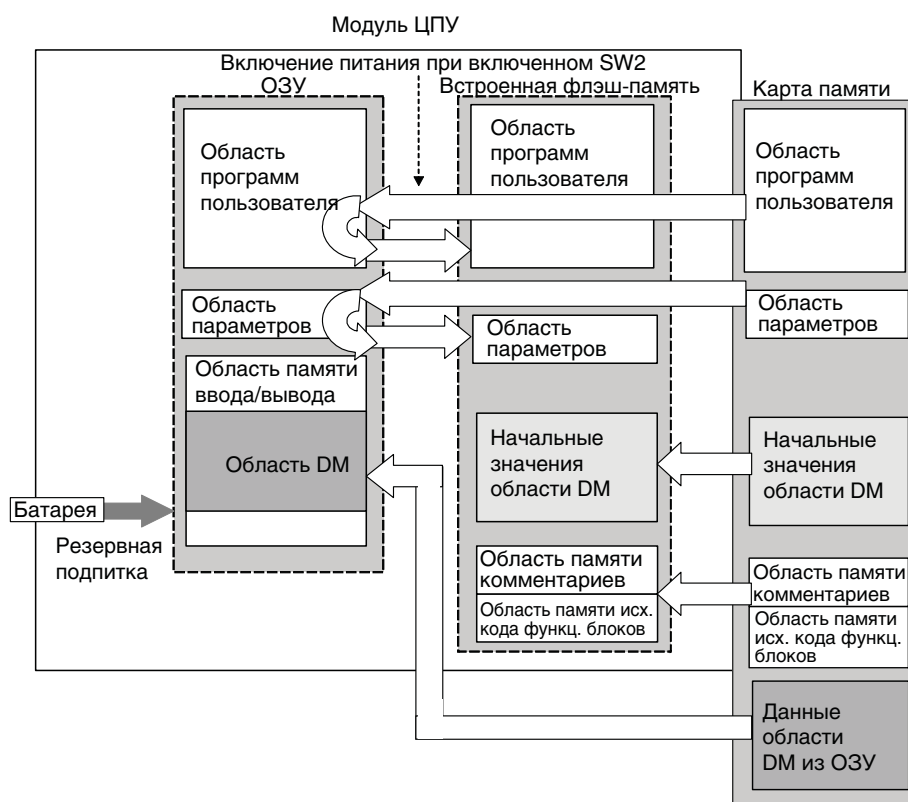 Модуль ЦПУ
Включение питания при включенном SW2
ОЗУ
Встроенная флэш-память
Карта памяти
Область
программ
пользователя
Область
программ
пользователя
Область
программ
пользователя
Область
параметров
Область
параметров
Область
параметров
Область памяти
ввода/вывода
Область DM
Начальные
значения
области DM
Начальные
значения
области DM
Батарея
Резервная
подпитка
Область памяти
комментариев
Область памяти исх.
кода функц. блоков
Область памяти
комментариев
Область памяти
исх. кода функц.
блоков
Данные
области
DM из ОЗУ